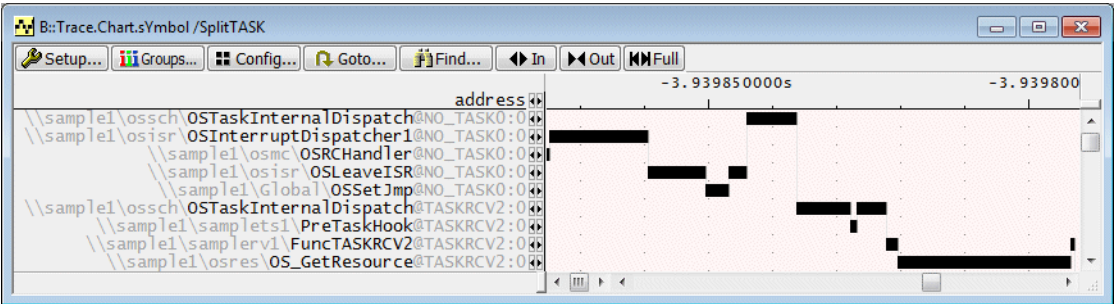 B::Trace.Chart.sYmbol /SplitTASK
Setup... Groups... Config... Goto... Find... In Out Full
-3.939850000s -3.939800
address
\\sample1\ossch\OSTaskInternalDispatch@NO_TASK0:0
\\sample1\osisr\OSInterruptDispatcher1@NO_TASK0:0
\\sample1\osmc\OSRCHandler@NO_TASK0:0
\\sample1\osisr\OSLeaveISR@NO_TASK0:0
\\sample1\Global\OSSetJmp@NO_TASK0:0
\\sample1\ossch\OSTaskInternalDispatch@TASKRCV2:0
\\sample1\samplets1\PreTaskHook@TASKRCV2:0
\\sample1\samplerv1\FuncTASKRCV2@TASKRCV2:0
\\sample1\osres\OS_GetResource@TASKRCV2:0